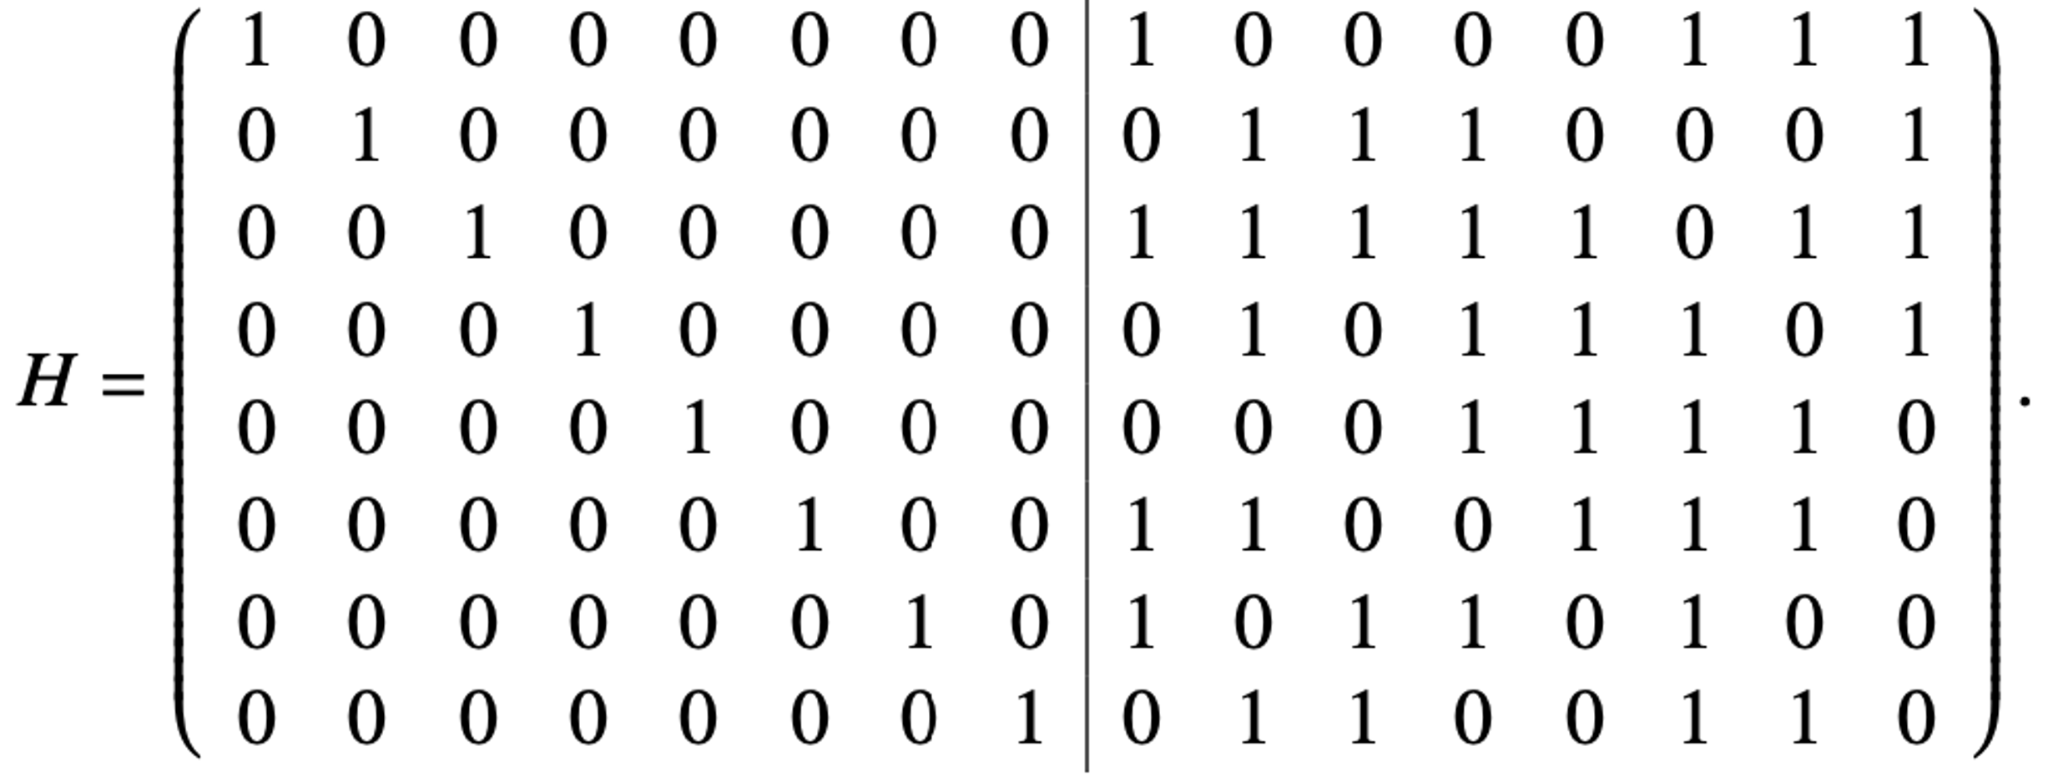 1 0 0 0 0 0 0 0 1 0 0 0 0 1 1 1
0 1 0 0 0 0 0 0 0 1 1 1 0 0 0 1
0 0 1 0 0 0 0 0 1 1 1 1 1 0 1 1
0 0 0 1 0 0 0 0 0 1 0 1 1 1 0 1
H =
0 0 0 0 1 0 0 0 0 0 0 1 1 1 1 0 .
0 0 0 0 0 1 0 0 1 1 0 0 1 1 1 0
0 0 0 0 0 0 1 0 1 0 1 1 0 1 0 0
0 0 0 0 0 0 0 1 0 1 1 0 0 1 1 0